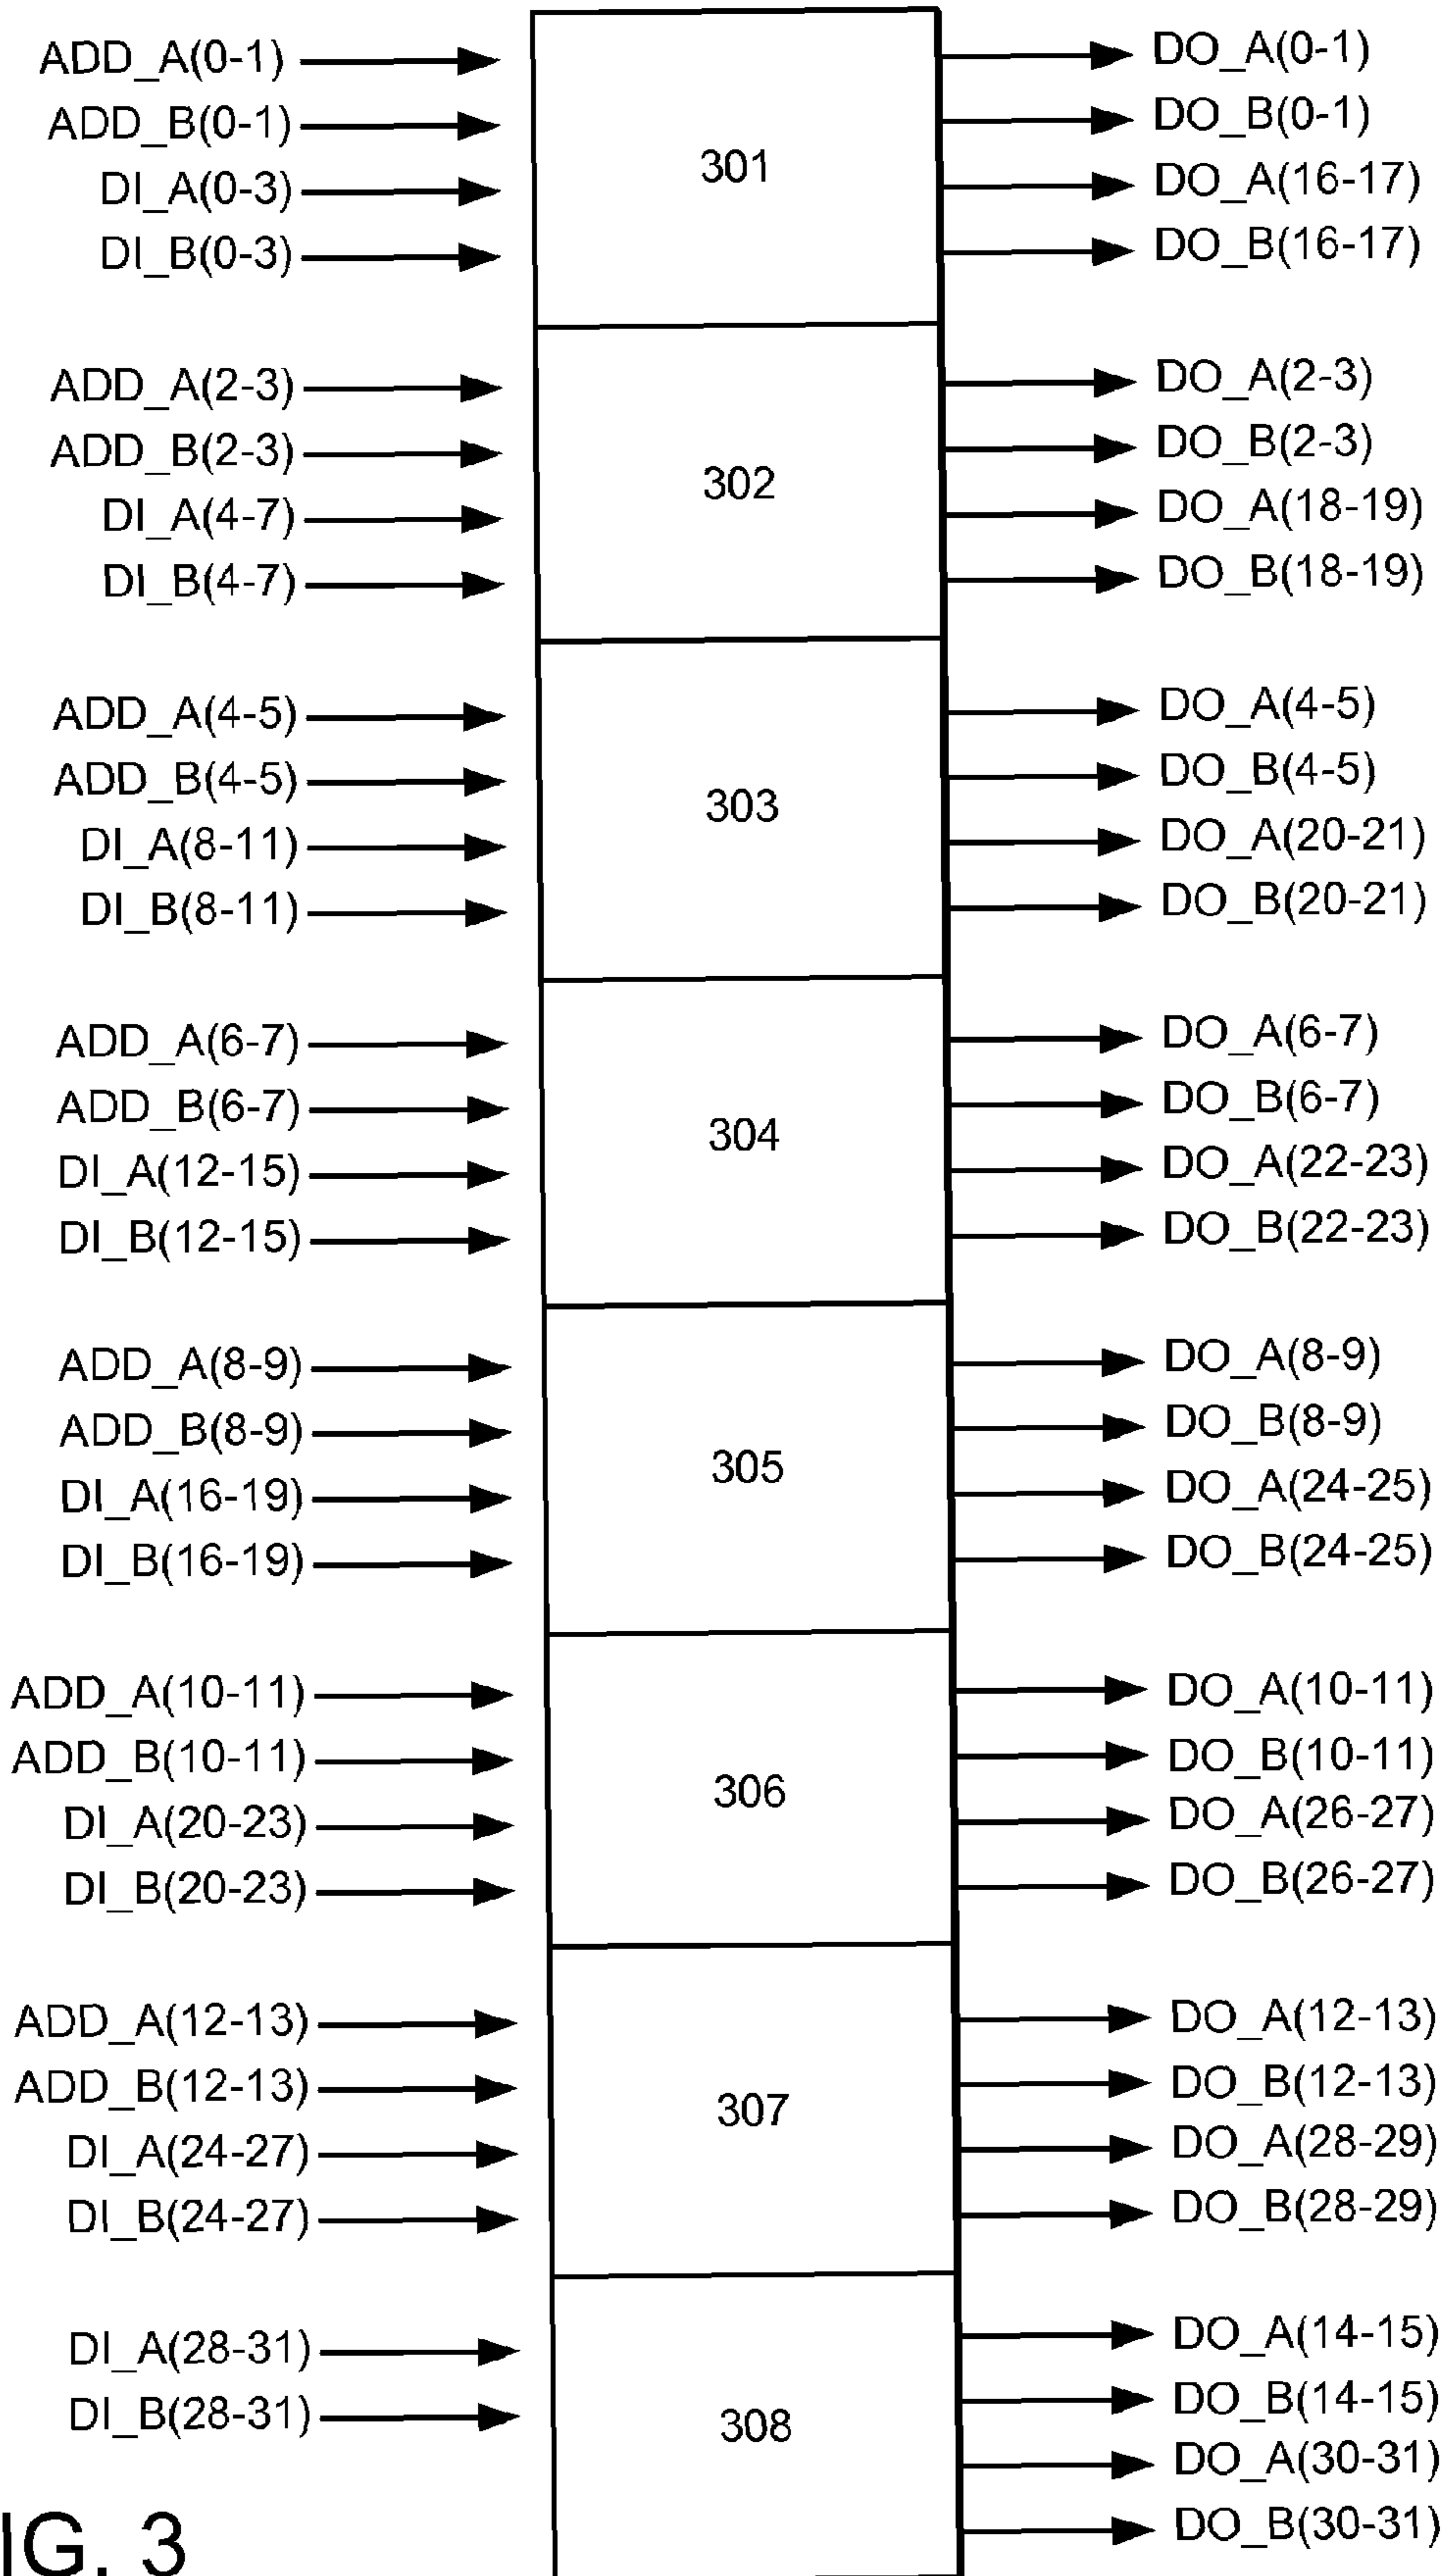 ADD_A(0-1)
ADD_B(0-1)
DI_A(0-3)
DI_B(0-3)
301
DO_A(0-1)
DO_B(0-1)
DO_A(16-17)
DO_B(16-17)
ADD_A(2-3)
ADD_B(2-3)
DI_A(4-7)
DI_B(4-7)
302
DO_A(2-3)
DO_B(2-3)
DO_A(18-19)
DO_B(18-19)
ADD_A(4-5)
ADD_B(4-5)
DI_A(8-11)
DI_B(8-11)
303
DO_A(4-5)
DO_B(4-5)
DO_A(20-21)
DO_B(20-21)
ADD_A(6-7)
ADD_B(6-7)
DI_A(12-15)
DI_B(12-15)
304
DO_A(6-7)
DO_B(6-7)
DO_A(22-23)
DO_B(22-23)
ADD_A(8-9)
ADD_B(8-9)
DI_A(16-19)
DI_B(16-19)
305
DO_A(8-9)
DO_B(8-9)
DO_A(24-25)
DO_B(24-25)
ADD_A(10-11)
ADD_B(10-11)
DI_A(20-23)
DI_B(20-23)
306
DO_A(10-11)
DO_B(10-11)
DO_A(26-27)
DO_B(26-27)
ADD_A(12-13)
ADD_B(12-13)
DI_A(24-27)
DI_B(24-27)
307
DO_A(12-13)
DO_B(12-13)
DO_A(28-29)
DO_B(28-29)
DI_A(28-31)
DI_B(28-31)
308
DO_A(14-15)
DO_B(14-15)
DO_A(30-31)
DO_B(30-31)
IG. 3